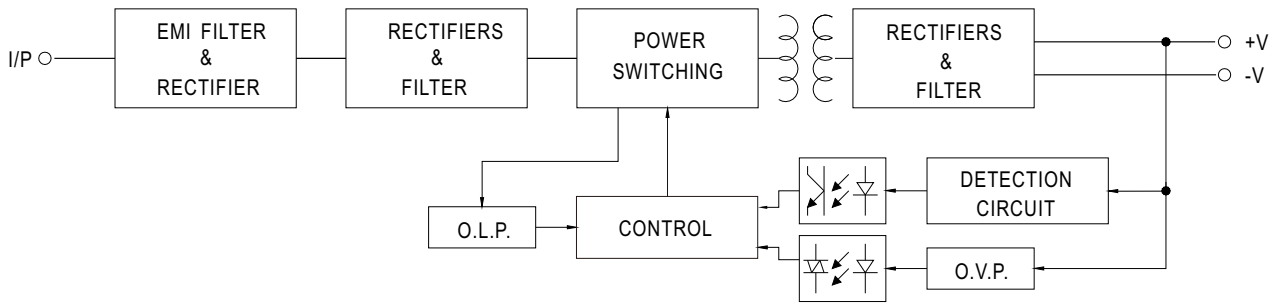 I/P
EMI FILTER
&
RECTIFIER
RECTIFIERS
&
FILTER
POWER
SWITCHING
RECTIFIERS
&
FILTER
+V
-V
O.L.P.
CONTROL
DETECTION
CIRCUIT
O.V.P.